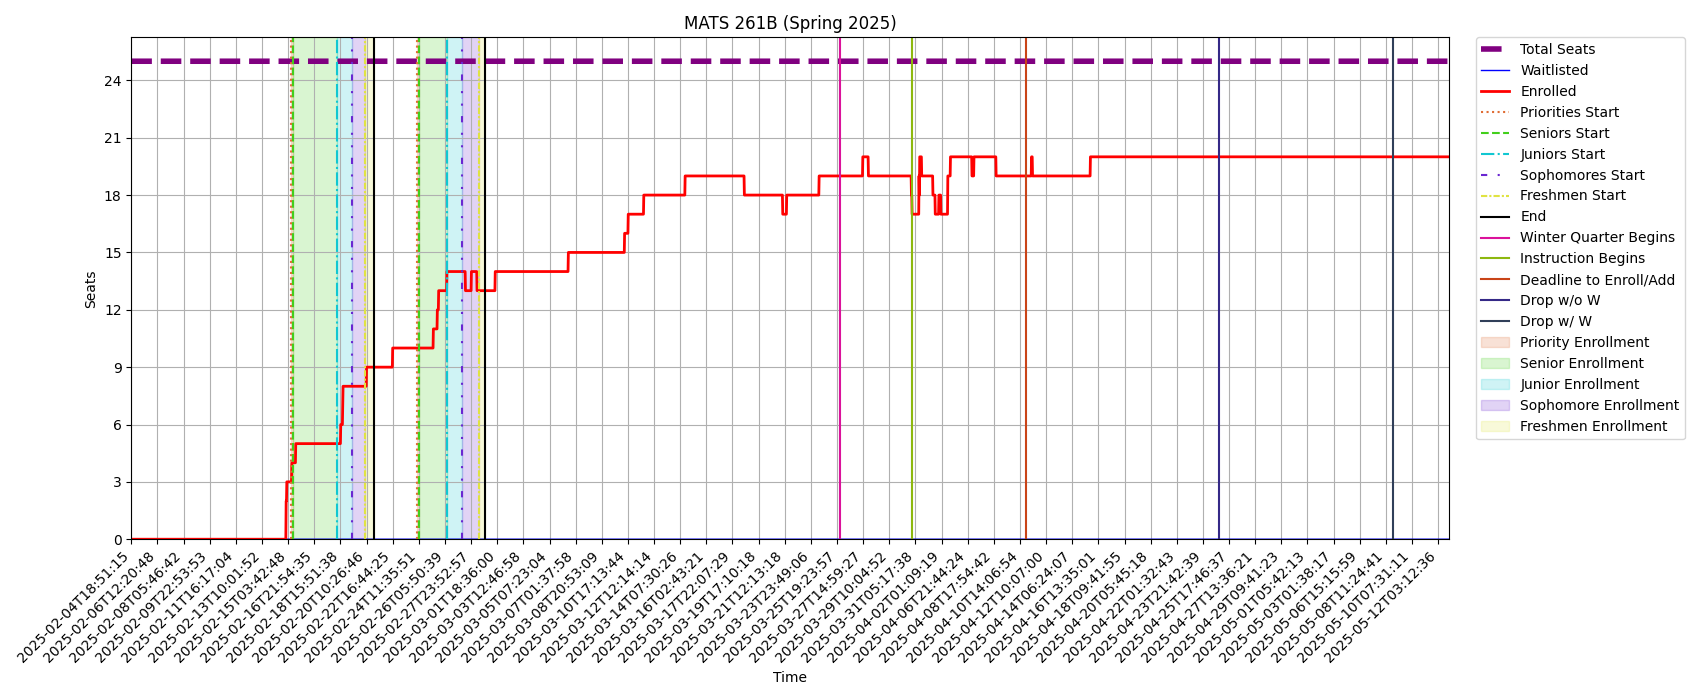 MATS 261B (Spring 2025)
Seats
24
21
18
15
12
9
6
3
0
2025-02-04T18:51:15
2025-02-06T12:20:48
2025-02-08T05:46:42
2025-02-09T22:53:53
2025-02-11T16:17:04
2025-02-13T10:01:52
2025-02-15T03:42:48
2025-02-16T21:54:35
2025-02-18T15:51:38
2025-02-20T10:26:46
2025-02-22T16:44:25
2025-02-24T11:35:51
2025-02-26T05:50:39
2025-02-27T23:52:57
2025-03-01T18:36:00
2025-03-03T12:46:58
2025-03-05T07:23:04
2025-03-07T01:37:58
2025-03-08T20:53:09
2025-03-10T17:13:44
2025-03-12T12:14:14
2025-03-14T07:30:26
2025-03-16T02:43:21
2025-03-17T22:07:29
2025-03-19T17:10:18
2025-03-21T12:13:18
2025-03-23T23:49:06
2025-03-25T19:23:57
2025-03-27T14:59:27
2025-03-29T10:04:52
2025-03-31T05:17:38
2025-04-02T01:09:19
2025-04-06T21:44:24
2025-04-08T17:54:42
2025-04-10T14:06:54
2025-04-12T10:07:00
2025-04-14T06:24:07
2025-04-16T13:35:01
2025-04-18T09:41:55
2025-04-20T05:45:18
2025-04-22T01:32:43
2025-04-23T21:42:39
2025-04-25T17:46:37
2025-04-27T13:36:21
2025-04-29T09:41:23
2025-05-01T05:42:13
2025-05-03T01:38:17
2025-05-06T15:15:59
2025-05-08T11:24:41
2025-05-10T07:31:11
2025-05-12T03:12:36
Time
Total Seats
Waitlisted
Enrolled
Priorities Start
Seniors Start
Juniors Start
Sophomores Start
Freshmen Start
End
Winter Quarter Begins
Instruction Begins
Deadline to Enroll/Add
Drop w/o W
Drop w/ W
Priority Enrollment
Senior Enrollment
Junior Enrollment
Sophomore Enrollment
Freshmen Enrollment